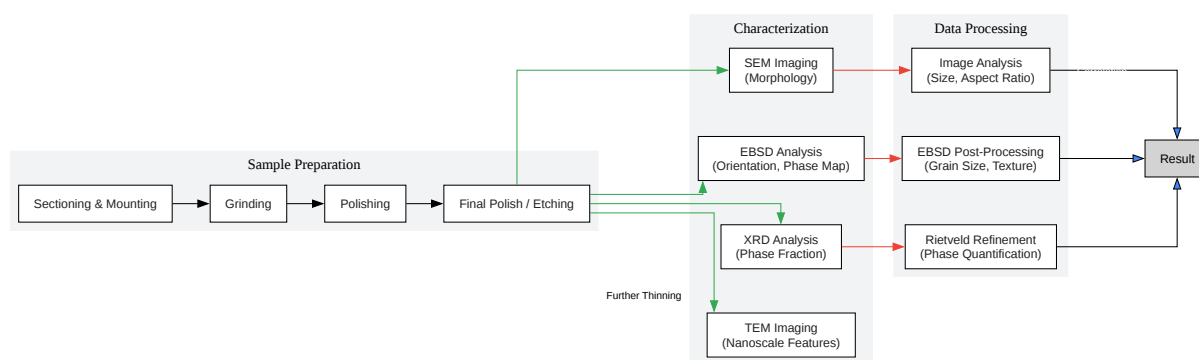 Characterization
Data Processing
SEM Imaging
(Morphology)
Image Analysis
(Size, Aspect Ratio)
Sample Preparation
EBSD Analysis
(Orientation, Phase Map)
EBSD Post-Processing
(Grain Size, Texture)
Result
Sectioning & Mounting
Grinding
Polishing
Final Polish / Etching
XRD Analysis
(Phase Fraction)
Rietveld Refinement
(Phase Quantification)
Further Thinning
TEM Imaging
(Nanoscale Features)